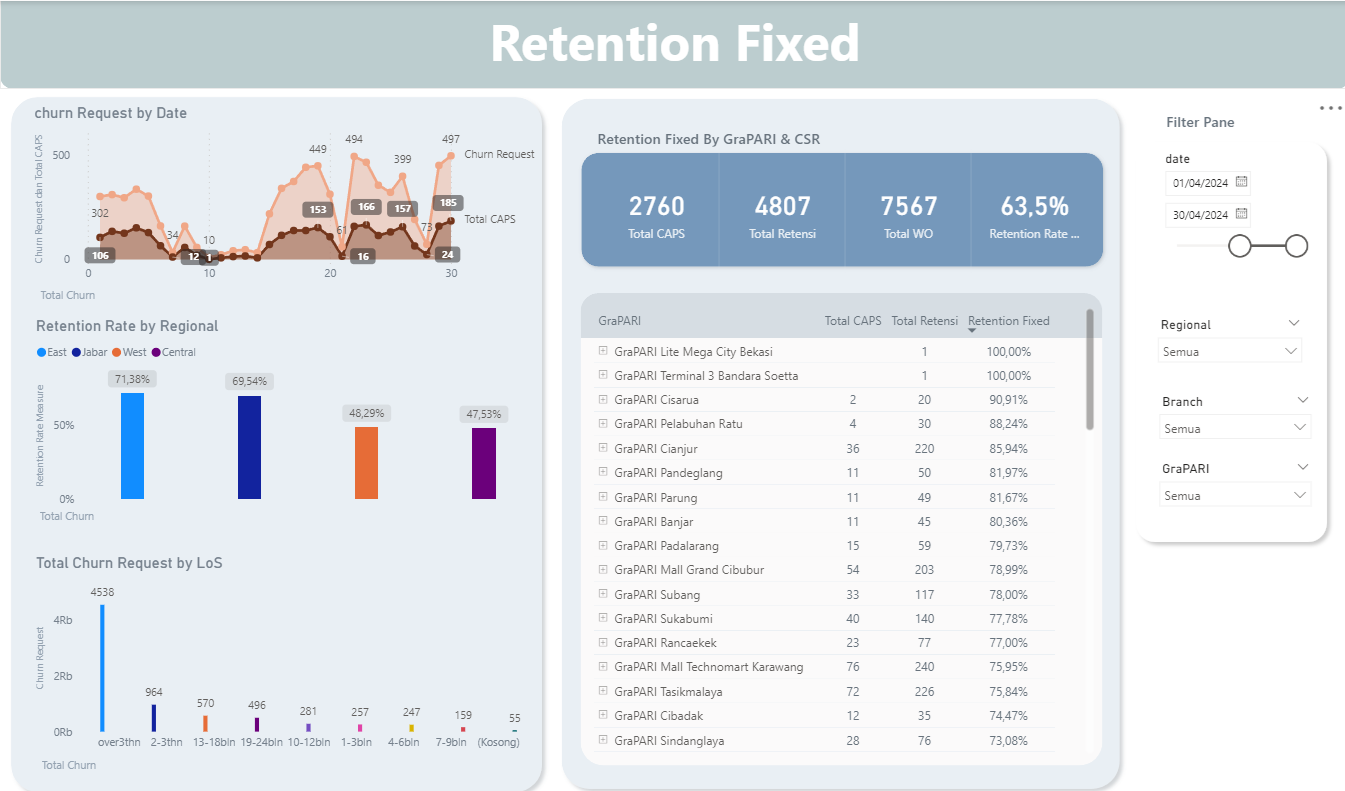 Retention Fixed
churn Request by Date
Churn Request dan Total CAPS
500
0
302
34
10
449
61
494
399
73
497
Churn Request
Total CAPS
106
12
1
153
166
16
157
185
24
0
10
20
30
Total Churn
Retention Rate by Regional
East Jabar West Central
Retention Rate Measure
50%
0%
71,38%
69,54%
48,29%
47,53%
Total Churn
Total Churn Request by LoS
Churn Request
4Rb
2Rb
0Rb
4538
964
570
496
281
257
247
159
55
over3thn 2-3thn 13-18bln 19-24bln 10-12bln 1-3bln 4-6bln 7-9bln (Kosong)
Total Churn
Retention Fixed By GraPARI & CSR
2760 4807 7567 63,5%
Total CAPS Total Retensi Total WO Retention Rate ...
GraPARI Total CAPS Total Retensi Retention Fixed
GraPARI Lite Mega City Bekasi 1 100,00%
GraPARI Terminal 3 Bandara Soetta 1 100,00%
GraPARI Cisarua 2 20 90,91%
GraPARI Pelabuhan Ratu 4 30 88,24%
GraPARI Cianjur 36 220 85,94%
GraPARI Pandeglang 11 50 81,97%
GraPARI Parung 11 49 81,67%
GraPARI Banjar 11 45 80,36%
GraPARI Padalarang 15 59 79,73%
GraPARI Mall Grand Cibubur 54 203 78,99%
GraPARI Subang 33 117 78,00%
GraPARI Sukabumi 40 140 77,78%
GraPARI Rancaekek 23 77 77,00%
GraPARI Mall Technomart Karawang 76 240 75,95%
GraPARI Tasikmalaya 72 226 75,84%
GraPARI Cibadak 12 35 74,47%
GraPARI Sindanglaya 28 76 73,08%
Filter Pane
date
01/04/2024
30/04/2024
Regional
Semua
Branch
Semua
GraPARI
Semua